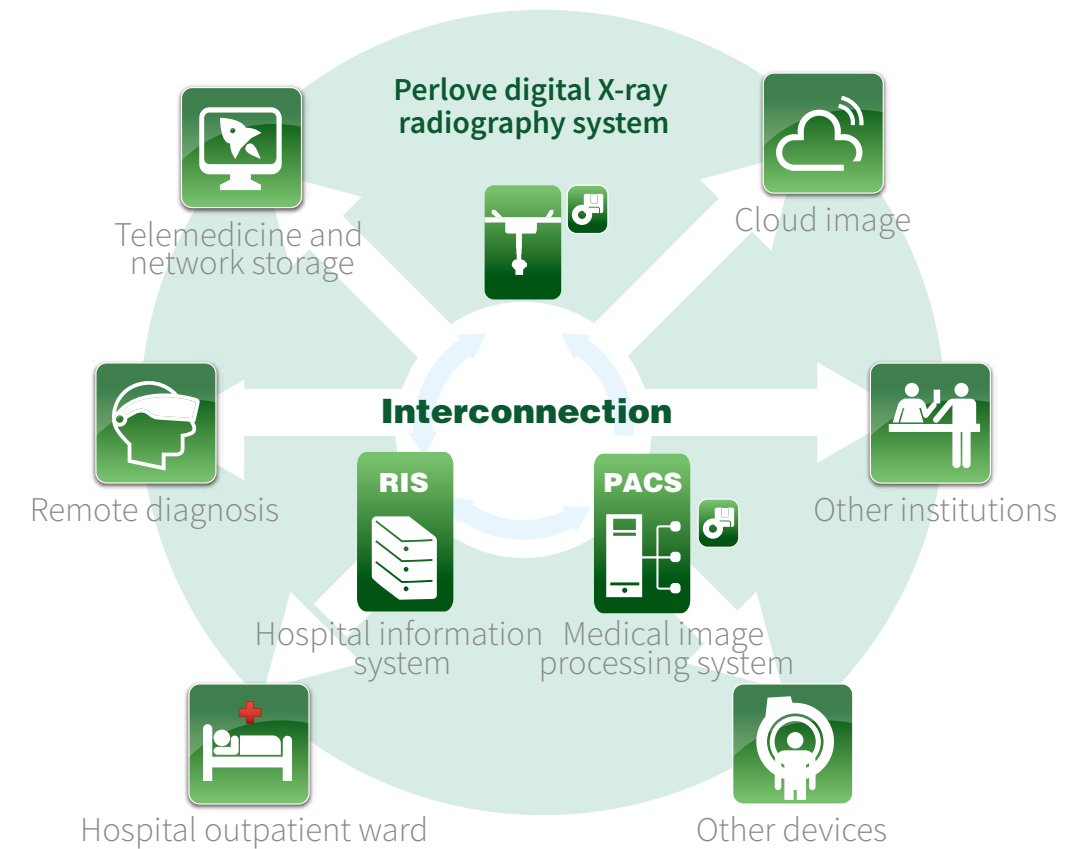 Perlove digital X-ray
radiography system
Telemedicine and
network storage
Cloud image
Interconnection
Remote diagnosis
Other institutions
RIS
PACS
Hospital information
system
Medical image
processing system
Hospital outpatient ward
Other devices